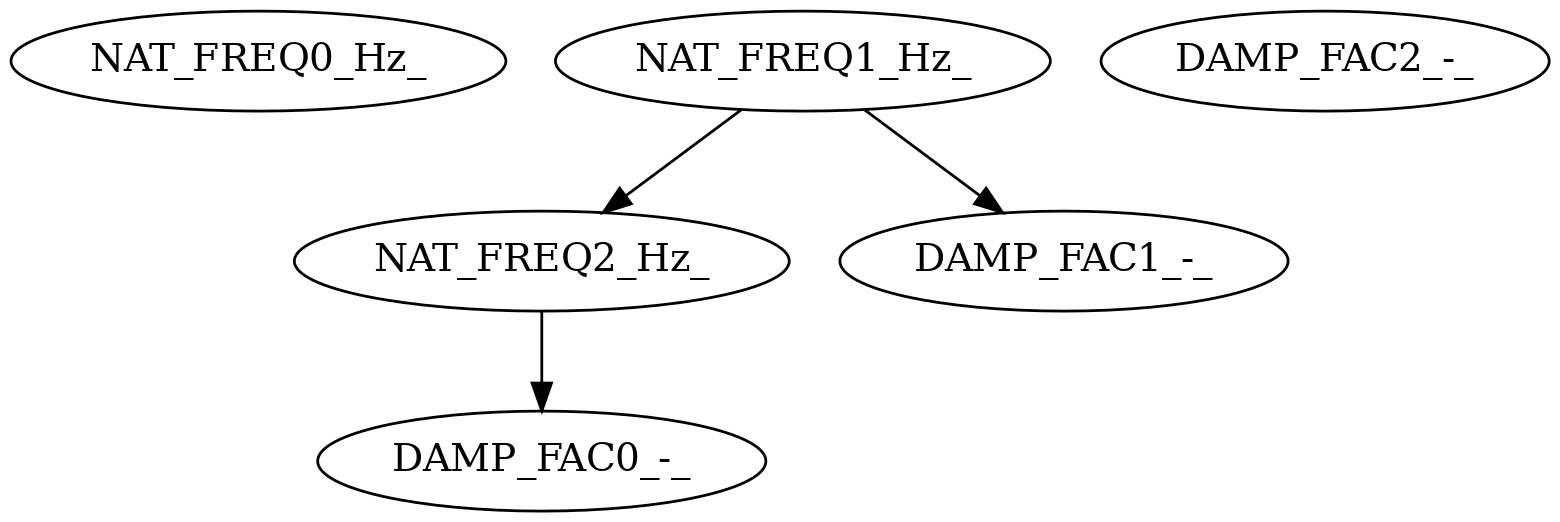 NAT_FREQ0_Hz_
NAT_FREQ1_Hz_
DAMP_FAC2_-_
NAT_FREQ2_Hz_
DAMP_FAC1_-_
DAMP_FAC0_-_